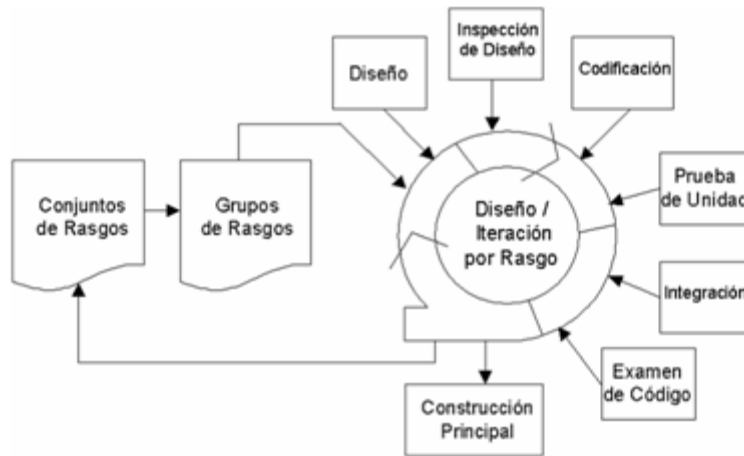 Inspección
de Diseño
Diseño
Codificación
Conjuntos
de Rasgos
Grupos
de Rasgos
Diseño /
Iteración
por Rasgo
Prueba
de Unidad
Integración
Examen
de Código
Construcción
Principal